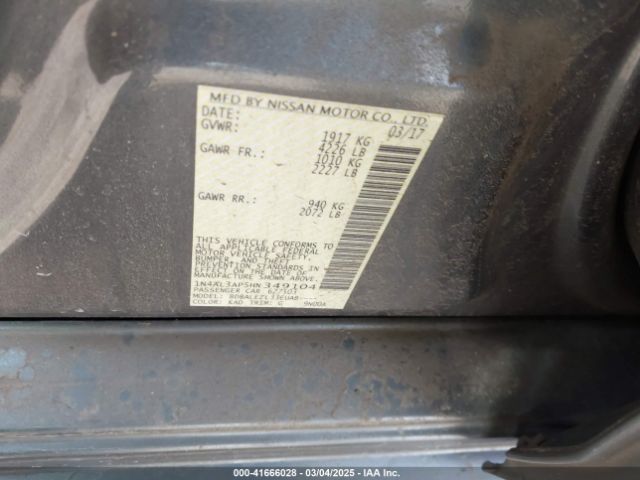 MFD BY NISSAN MOTOR CO., LTD.
DATE: 03/17
GVWR: 1917 KG
4226 LB
GAWR FR.: 1010 KG
2227 LB
GAWR RR.: 940 KG
2072 LB
THIS VEHICLE CONFORMS TO
ALL APPLICABLE FEDERAL
MOTOR VEHICLE SAFETY,
BUMPER, AND THEFT
PREVENTION STANDARDS IN
EFFECT ON THE DATE OF
MANUFACTURE SHOWN ABOVE.
1N4AL3AP5HN349104
PASSENGER CAR 627103
COLOR: KAD TRIM: G
000-41666028 - 03/04/2025 - IAA Inc.